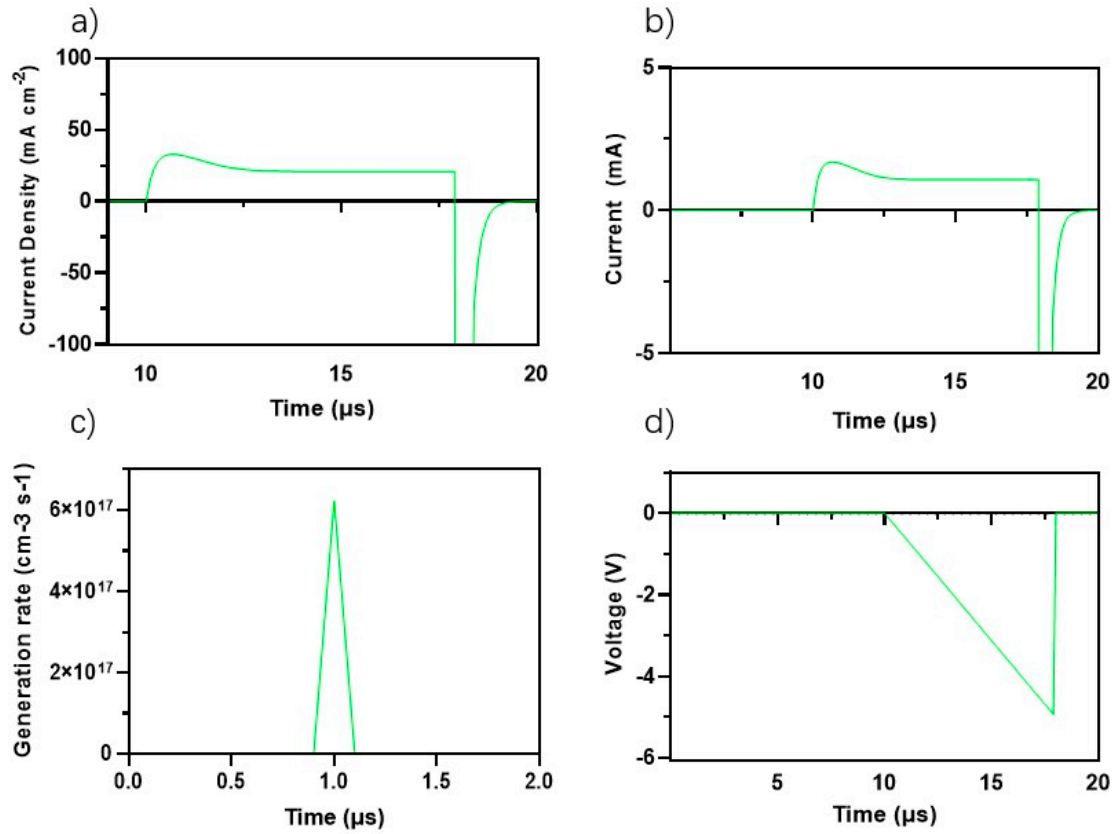 a)
Current Density (mA cm⁻²)
100
50
0
-50
-100
10
15
20
Time (µs)
b)
Current (mA)
5
0
-5
10
15
20
Time (µs)
c)
Generation rate (cm-3 s-1)
6×10¹⁷
4×10¹⁷
2×10¹⁷
0
0.0
0.5
1.0
1.5
2.0
Time (µs)
d)
Voltage (V)
0
-2
-4
-6
5
10
15
20
Time (µs)